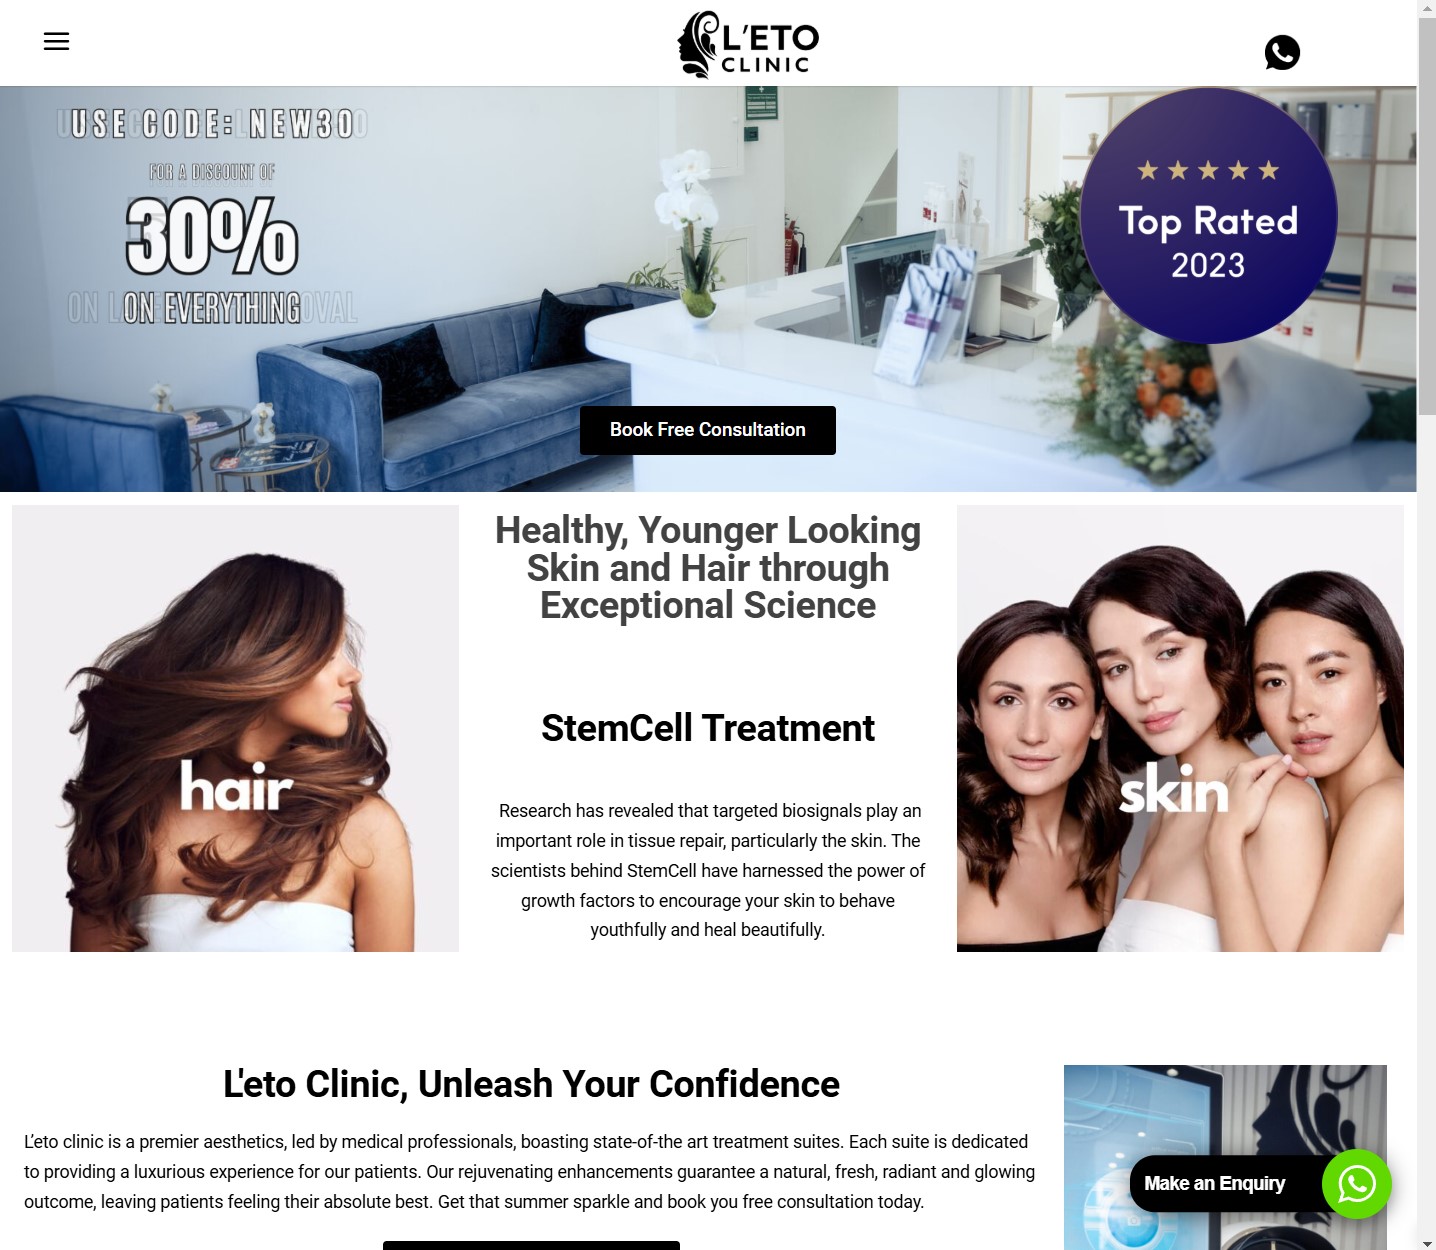 L'ETO
CLINIC
USE CODE: NEW30
FOR A DISCOUNT OF
30%
ON EVERYTHING
Top Rated
2023
Book Free Consultation
Healthy, Younger Looking
Skin and Hair through
Exceptional Science
hair
skin
StemCell Treatment
Research has revealed that targeted biosignals play an
important role in tissue repair, particularly the skin. The
scientists behind StemCell have harnessed the power of
growth factors to encourage your skin to behave
youthfully and heal beautifully.
L'eto Clinic, Unleash Your Confidence
L’eto clinic is a premier aesthetics, led by medical professionals, boasting state-of-the art treatment suites. Each suite is dedicated
to providing a luxurious experience for our patients. Our rejuvenating enhancements guarantee a natural, fresh, radiant and glowing
outcome, leaving patients feeling their absolute best. Get that summer sparkle and book you free consultation today.
Make an Enquiry